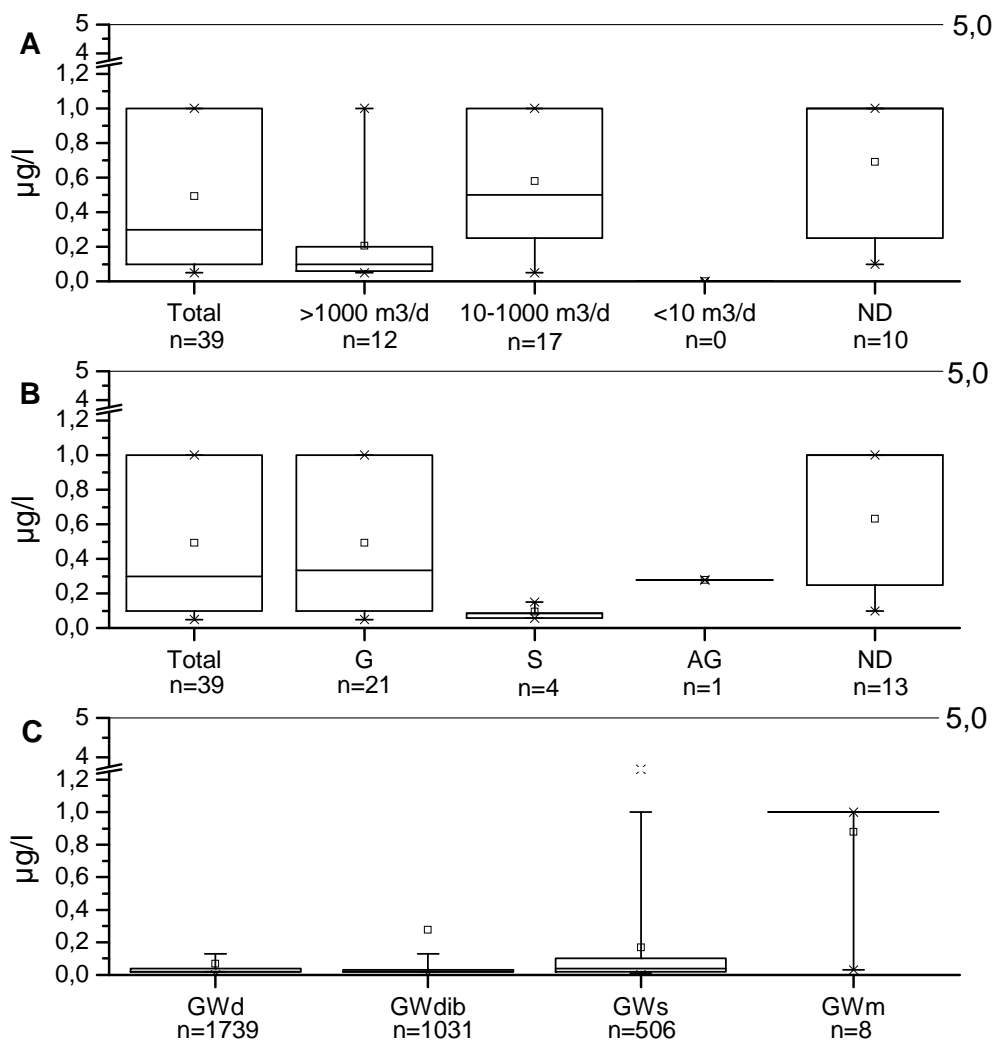 A
5
4
1,2
1,0
0,8
0,6
0,4
0,2
0,0
µg/l
5,0
Total >1000 m3/d 10-1000 m3/d <10 m3/d ND
n=39 n=12 n=17 n=0 n=10
B
5
4
1,2
1,0
0,8
0,6
0,4
0,2
0,0
µg/l
5,0
Total G S AG ND
n=39 n=21 n=4 n=1 n=13
C
5
4
1,2
1,0
0,8
0,6
0,4
0,2
0,0
µg/l
5,0
GWd GWdib GWs GWm
n=1739 n=1031 n=506 n=8